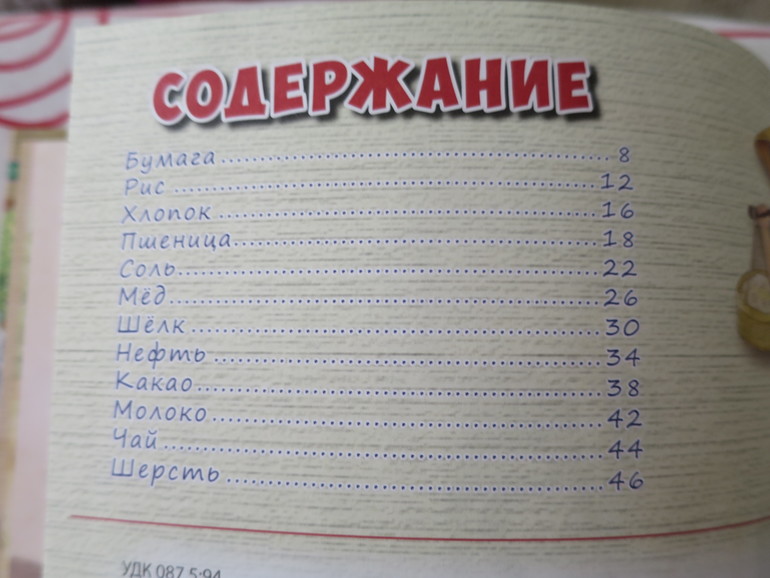 СОДЕРЖАНИЕ
Бумага 8
Рис 12
Хлопок 16
Пшеница 18
Соль 22
Мёд 26
Шёлк 30
Нефть 34
Какао 38
Молоко 42
Чай 44
Шерсть 46
УДК 087.5:94